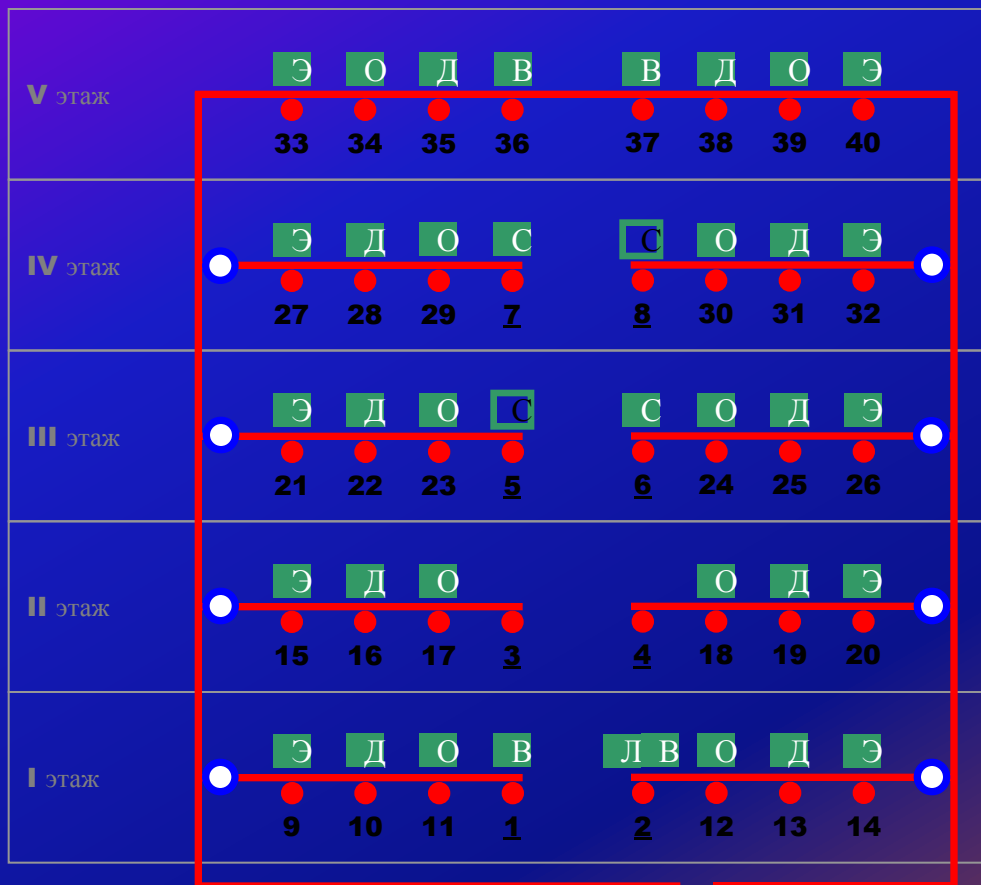 Э О Д В В Д О Э
V этаж
33 34 35 36 37 38 39 40
Э Д О С С О Д Э
IV этаж
27 28 29 7 8 30 31 32
Э Д О С С О Д Э
III этаж
21 22 23 5 6 24 25 26
Э Д О О Д Э
II этаж
15 16 17 3 4 18 19 20
Э Д О В Л В О Д Э
I этаж
9 10 11 1 2 12 13 14